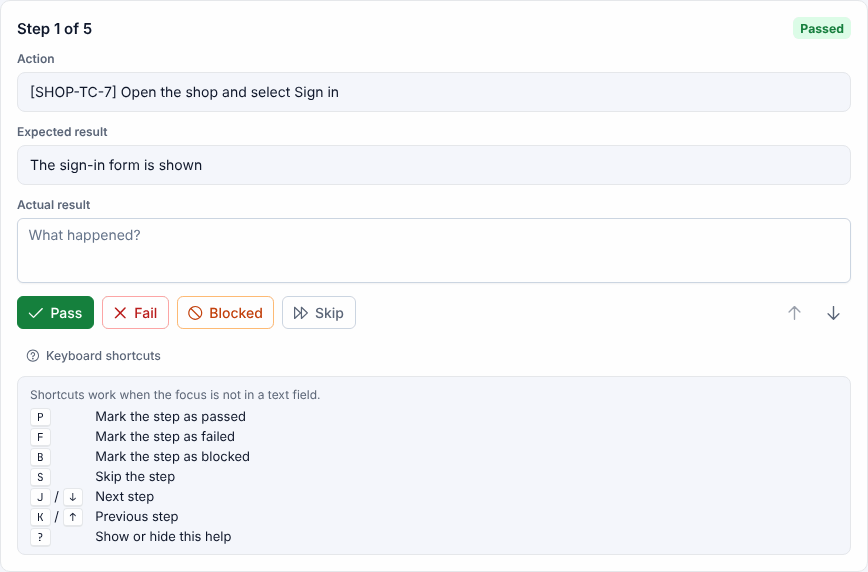 Step 1 of 5
Passed
Action
[SHOP-TC-7] Open the shop and select Sign in
Expected result
The sign-in form is shown
Actual result
What happened?
Pass
Fail
Blocked
Skip
Keyboard shortcuts
Shortcuts work when the focus is not in a text field.
P Mark the step as passed
F Mark the step as failed
B Mark the step as blocked
S Skip the step
J / ↓ Next step
K / ↑ Previous step
? Show or hide this help